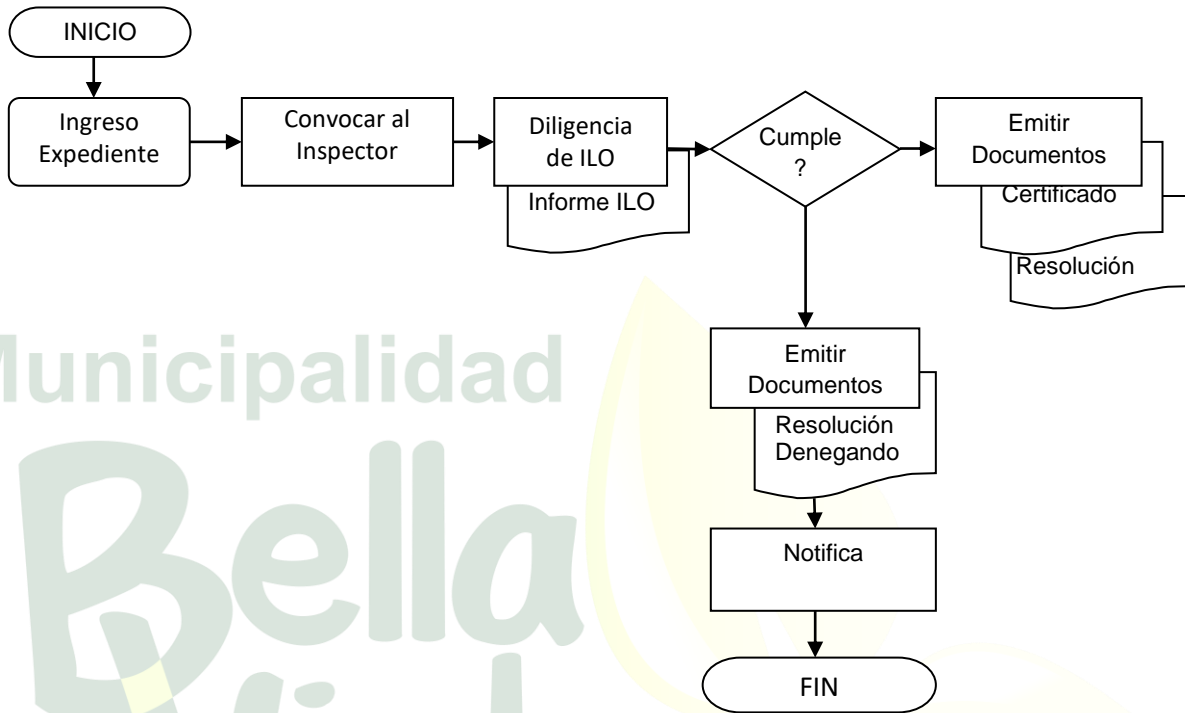 INICIO
Ingreso
Expediente
Convocar al
Inspector
Diligencia
de ILO
Informe ILO
Cumple
?
Emitir
Documentos
Certificado
Resolución
Emitir
Documentos
Resolución
Denegando
Notifica
FIN
Municipalidad
Bella